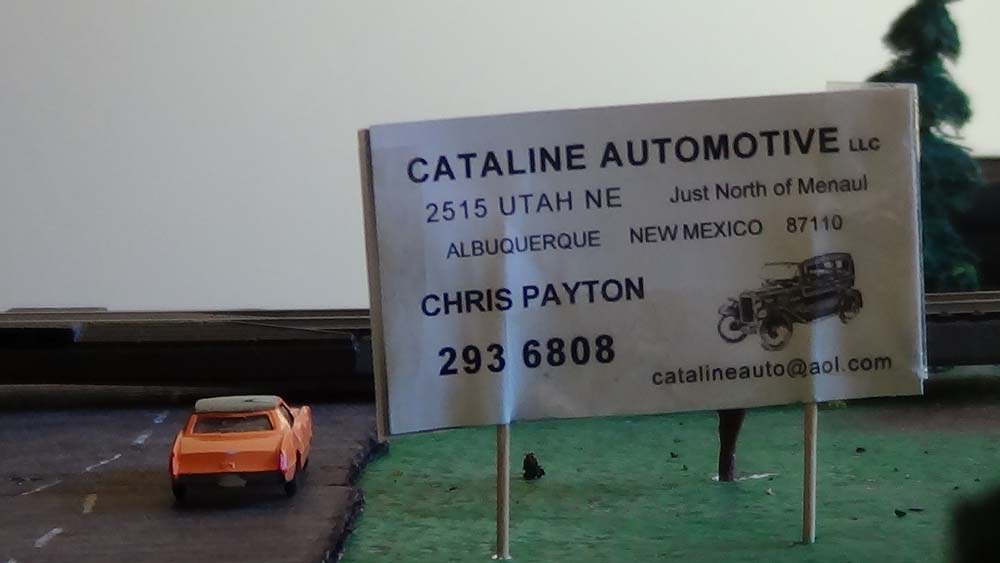 CATALINE AUTOMOTIVE LLC
2515 UTAH NE Just North of Menaul
ALBUQUERQUE NEW MEXICO 87110
CHRIS PAYTON
293 6808
catalineauto@aol.com